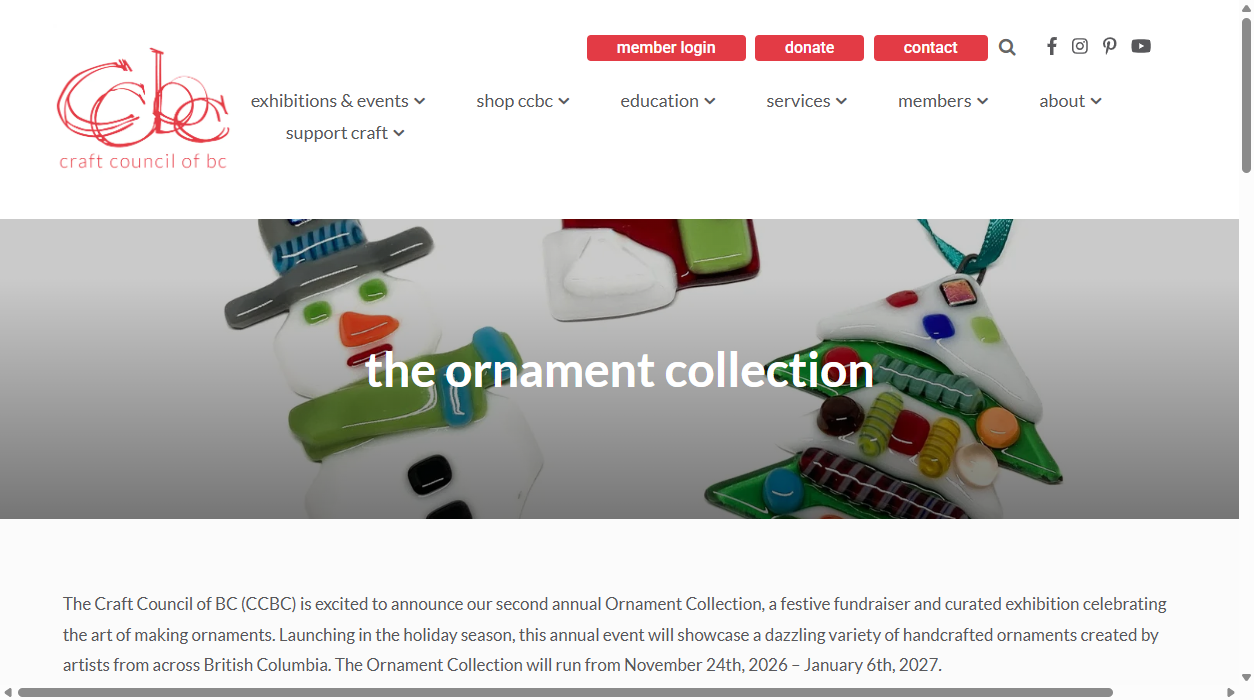 member login
donate
contact
ccbc
craft council of bc
exhibitions & events
shop ccbc
education
services
members
about
support craft
the ornament collection
The Craft Council of BC (CCBC) is excited to announce our second annual Ornament Collection, a festive fundraiser and curated exhibition celebrating
the art of making ornaments. Launching in the holiday season, this annual event will showcase a dazzling variety of handcrafted ornaments created by
artists from across British Columbia. The Ornament Collection will run from November 24th, 2026 – January 6th, 2027.